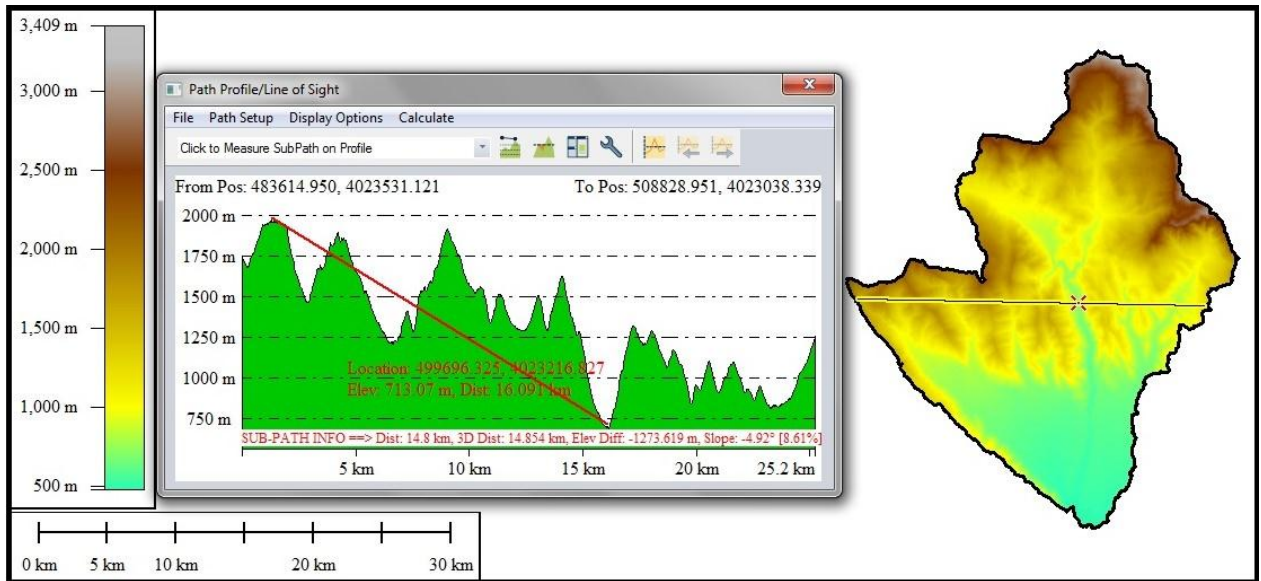 3,409 m
3,000 m
2,500 m
2,000 m
1,500 m
1,000 m
500 m
0 km 5 km 10 km 20 km 30 km
Path Profile/Line of Sight
File Path Setup Display Options Calculate
Click to Measure SubPath on Profile
From Pos: 483614.950, 4023531.121 To Pos: 508828.951, 4023038.339
2000 m
1750 m
1500 m
1250 m
1000 m
750 m
Location: 499696.325, 4023216.827
Elev: 713.07 m, Dist: 16.091 km
SUB-PATH INFO ==> Dist: 14.8 km, 3D Dist: 14.854 km, Elev Diff: -1273.619 m, Slope: -4.92° [8.61%]
5 km 10 km 15 km 20 km 25.2 km